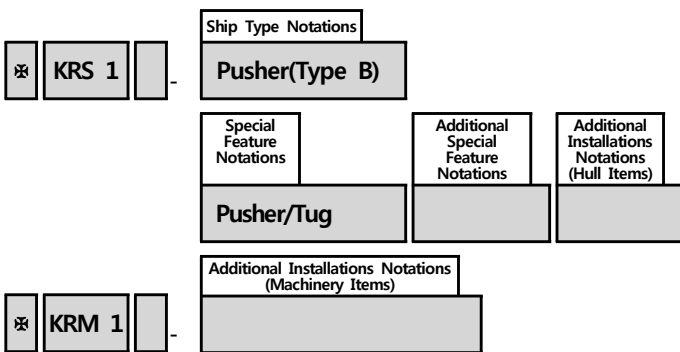 Ship Type Notations
✠ KRS 1 - Pusher(Type B)
Special
Feature
Notations
Additional
Special
Feature
Notations
Additional
Installations
Notations
(Hull Items)
Pusher/Tug
Additional Installations Notations
(Machinery Items)
✠ KRM 1 -